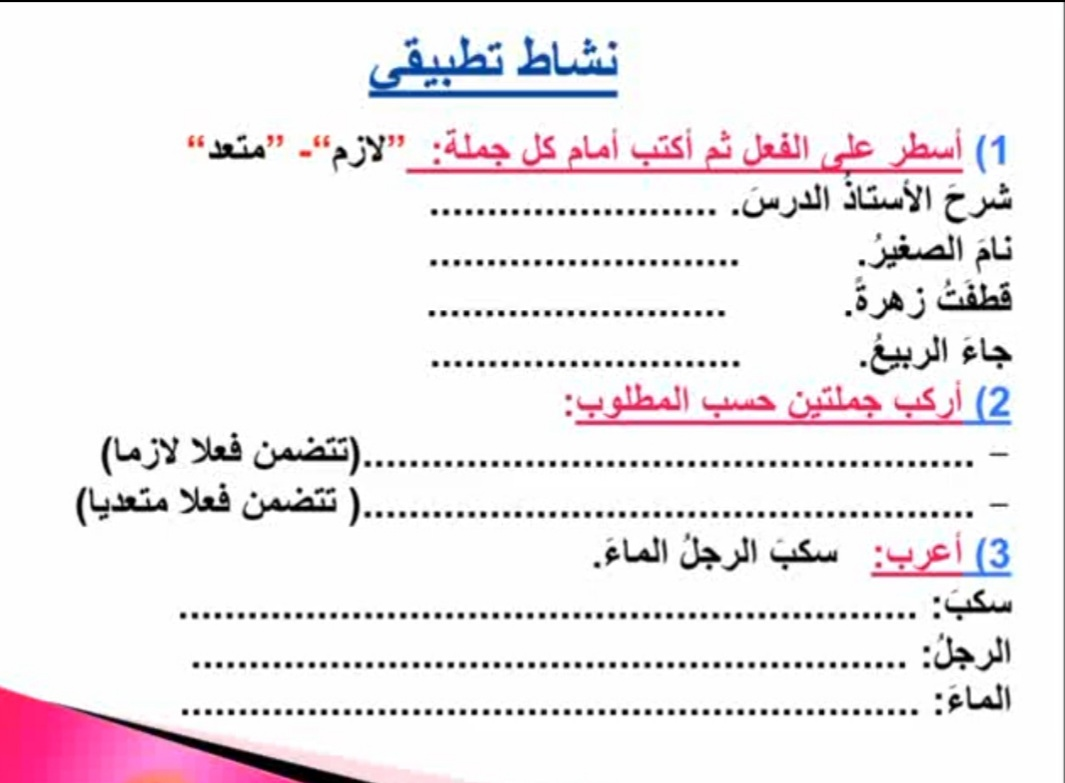 نشاط تطبيقي
1) أسطر على الفعل ثم أكتب أمام كل جملة: ”لازم“- ”متعد“
شرحَ الأستاذُ الدرسَ. .........................
نامَ الصغيرُ. ...........................
قطفَتُ زهرةً. ..........................
جاءَ الربيعُ. ...........................
2) أركب جملتين حسب المطلوب:
– .....................................................(تتضمن فعلا لازما)
– .....................................................( تتضمن فعلا متعديا)
3) أعرب: سكبَ الرجلُ الماءَ.
سكبَ: ................................................................
الرجلُ: ..............................................................
الماءَ: ................................................................